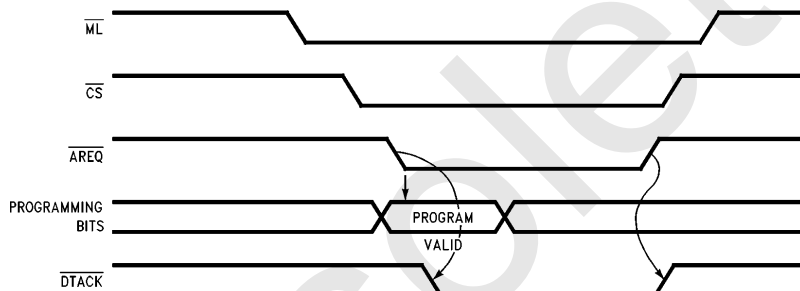 ML
CS
AREQ
PROGRAMMING
BITS
PROGRAM
VALID
DTACK